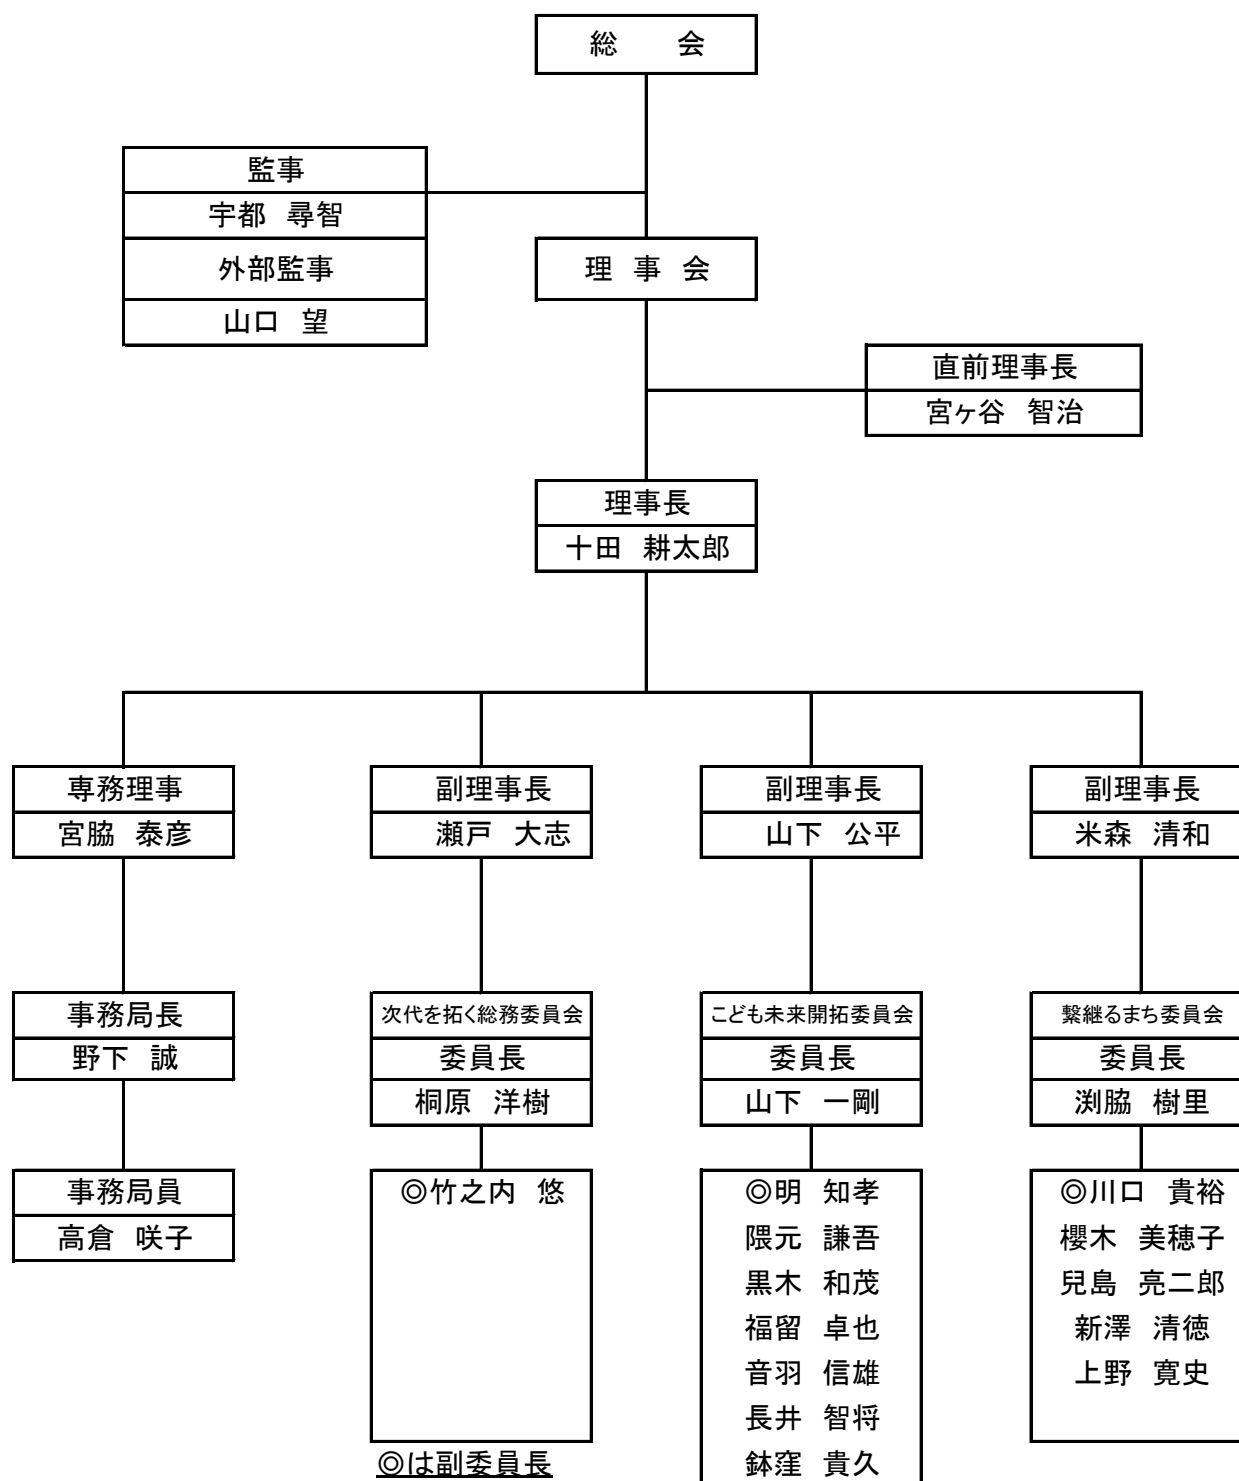 総 会
監事
宇都 尋智
外部監事
山口 望
理 事 会
直前理事長
宮ヶ谷 智治
理事長
十田 耕太郎
専務理事
宮脇 泰彦
事務局長
野下 誠
事務局員
高倉 咲子
副理事長
瀬戸 大志
次代を拓く総務委員会
委員長
桐原 洋樹
◎竹之内 悠
◎は副委員長
副理事長
山下 公平
こども未来開拓委員会
委員長
山下 一剛
◎明 知孝
隈元 謙吾
黒木 和茂
福留 卓也
音羽 信雄
長井 智将
鉢窪 貴久
副理事長
米森 清和
繋継るまち委員会
委員長
渕脇 樹里
◎川口 貴裕
櫻木 美穂子
兒島 亮二郎
新澤 清徳
上野 寛史